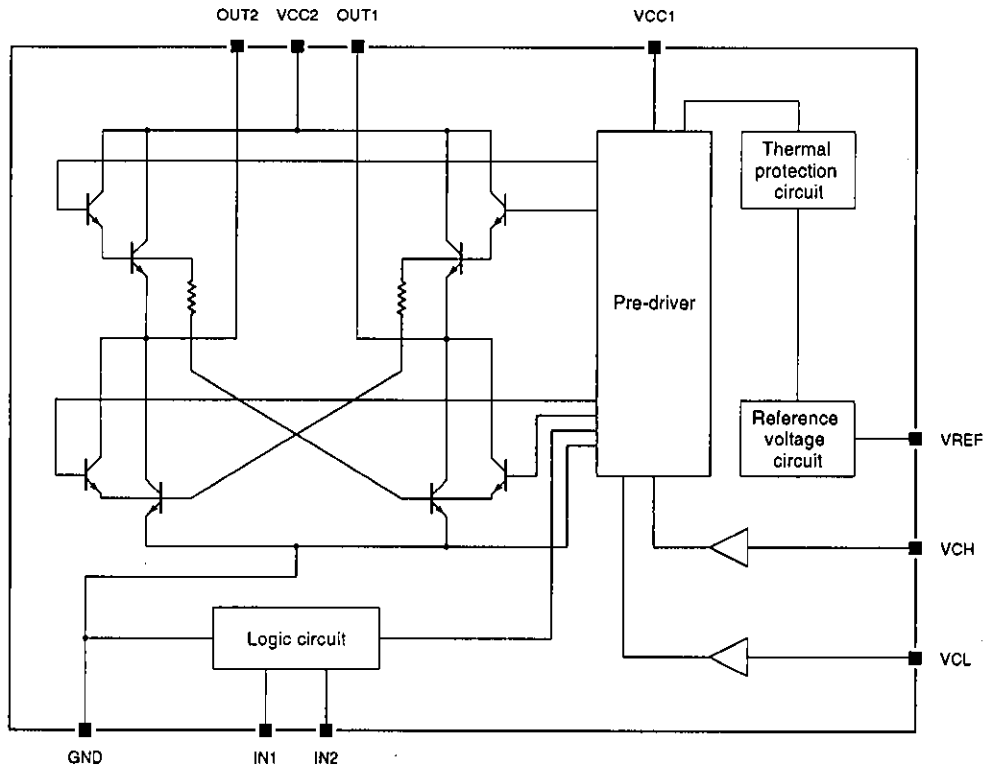 OUT2 VCC2 OUT1 VCC1
Thermal
protection
circuit
Pre-driver
Reference
voltage
circuit
VREF
VCH
Logic circuit
VCL
GND IN1 IN2